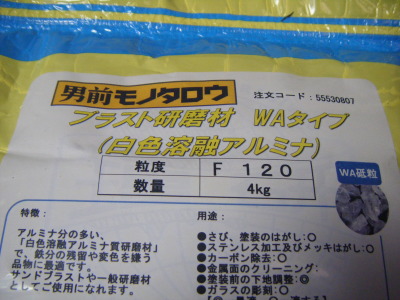 男前モノタロウ
注文コード：55530807
ブラスト研磨材 WAタイプ
(白色溶融アルミナ)
粒度 F 120
数量 4kg
WA砥粒
特徴：
アルミナ分の多い、
「白色溶融アルミナ質研磨材」
で、鉄分の残留や変色を嫌う
品物に最適です。
サンドブラストや一般研磨材
としてご使用になれます。
用途：
●さび、塗装のはがし：○
●ステンレス加工及びメッキはがし：○
●カーボン除去：○
●金属面のクリーニング：
●塗装前の下地調整：◎
●ガラスの彫刻：○